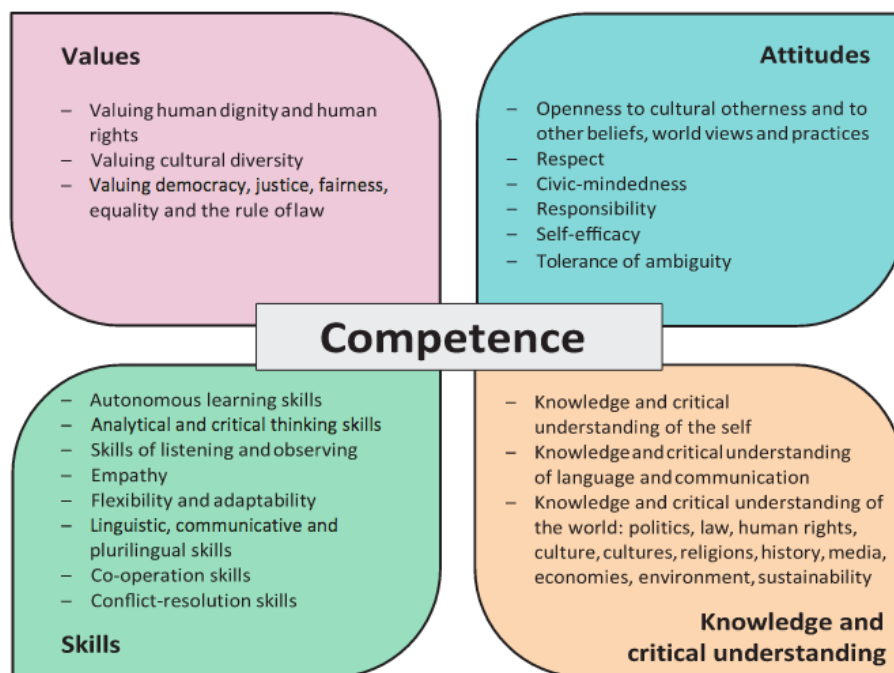 Values
– Valuing human dignity and human
rights
– Valuing cultural diversity
– Valuing democracy, justice, fairness,
equality and the rule of law
Attitudes
– Openness to cultural otherness and to
other beliefs, world views and practices
– Respect
– Civic-mindedness
– Responsibility
– Self-efficacy
– Tolerance of ambiguity
Competence
– Autonomous learning skills
– Analytical and critical thinking skills
– Skills of listening and observing
– Empathy
– Flexibility and adaptability
– Linguistic, communicative and
plurilingual skills
– Co-operation skills
– Conflict-resolution skills
Skills
– Knowledge and critical
understanding of the self
– Knowledge and critical understanding
of language and communication
– Knowledge and critical understanding of
the world: politics, law, human rights,
culture, cultures, religions, history, media,
economies, environment, sustainability
Knowledge and
critical understanding